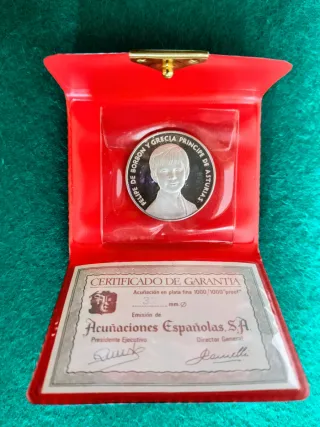 FELIPE DE BORBON Y GRECIA PRINCIPE DE ASTURIAS
CERTIFICADO DE GARANTIA
Acuñación en plata fina 1000/1000 "proof"
mm Ø
Emisión de
Acuñaciones Españolas, S.A.
Presidente Ejecutivo
Director General